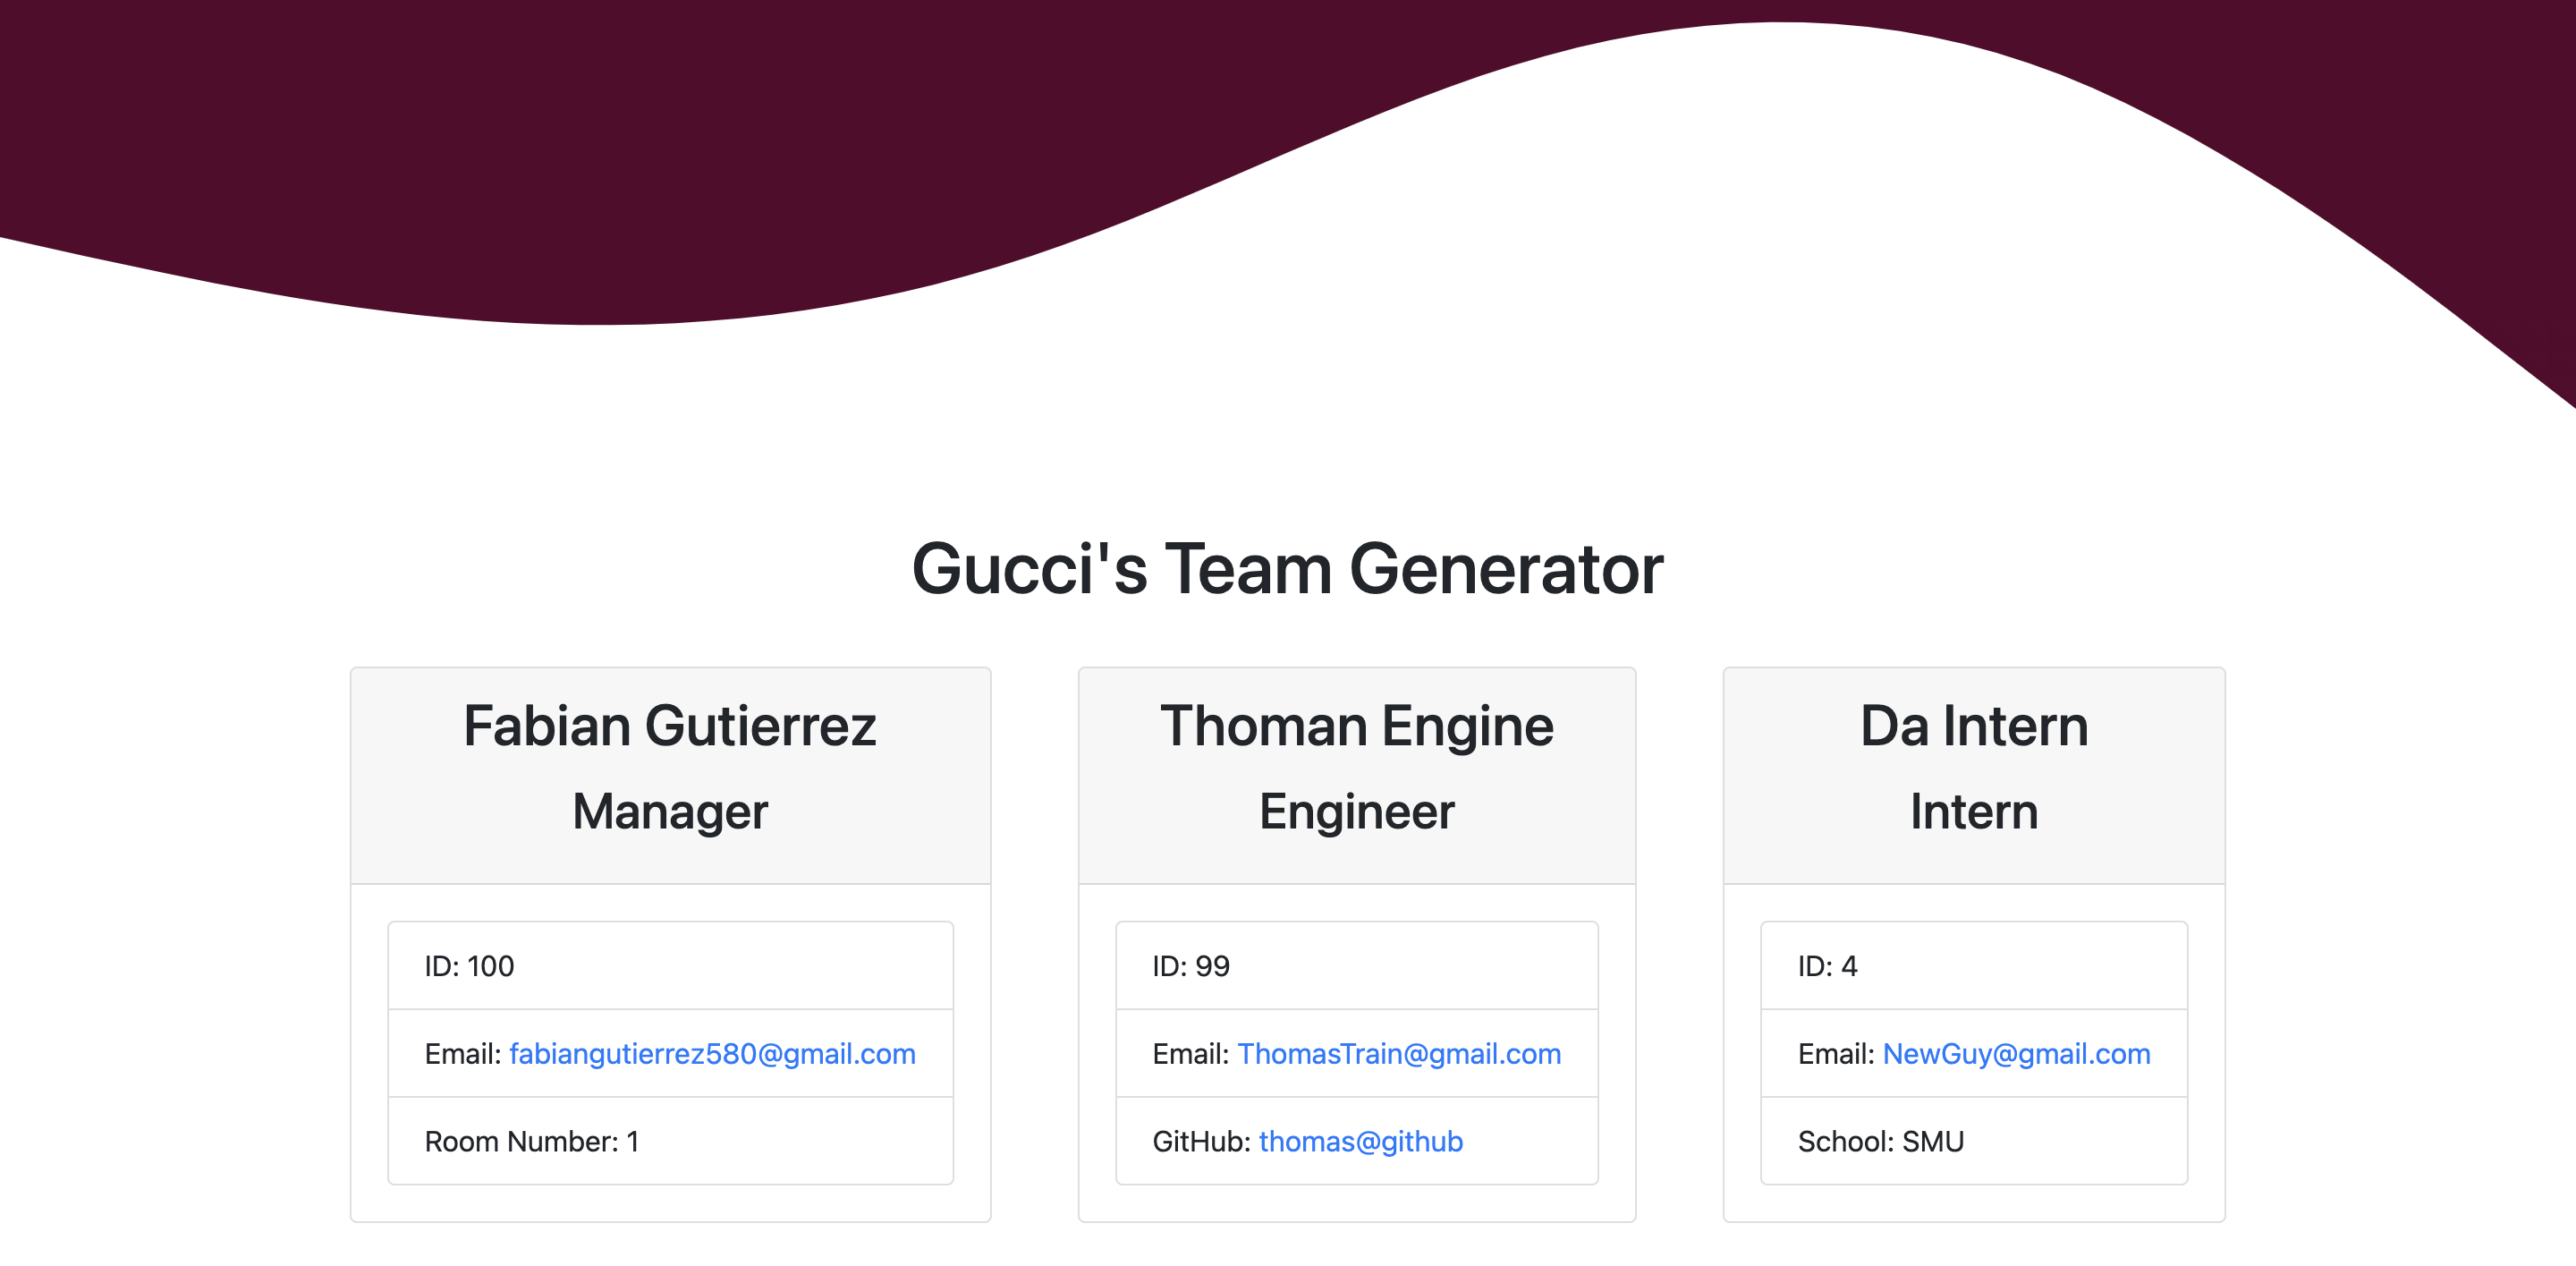 Gucci's Team Generator
Fabian Gutierrez
Manager
ID: 100
Email: fabiangutierrez580@gmail.com
Room Number: 1
Thoman Engine
Engineer
ID: 99
Email: ThomasTrain@gmail.com
GitHub: thomas@github
Da Intern
Intern
ID: 4
Email: NewGuy@gmail.com
School: SMU